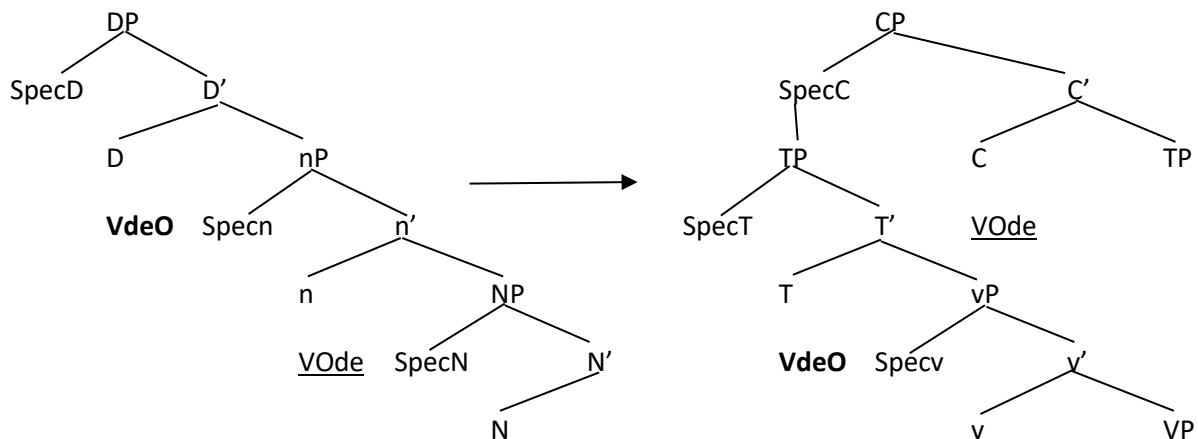 DP CP
SpecD D’ SpecC C’
D nP TP C TP
VdeO Specn n’ SpecT T’ VOde
n NP T vP
VOde SpecN N’ VdeO Specv v’
N v VP